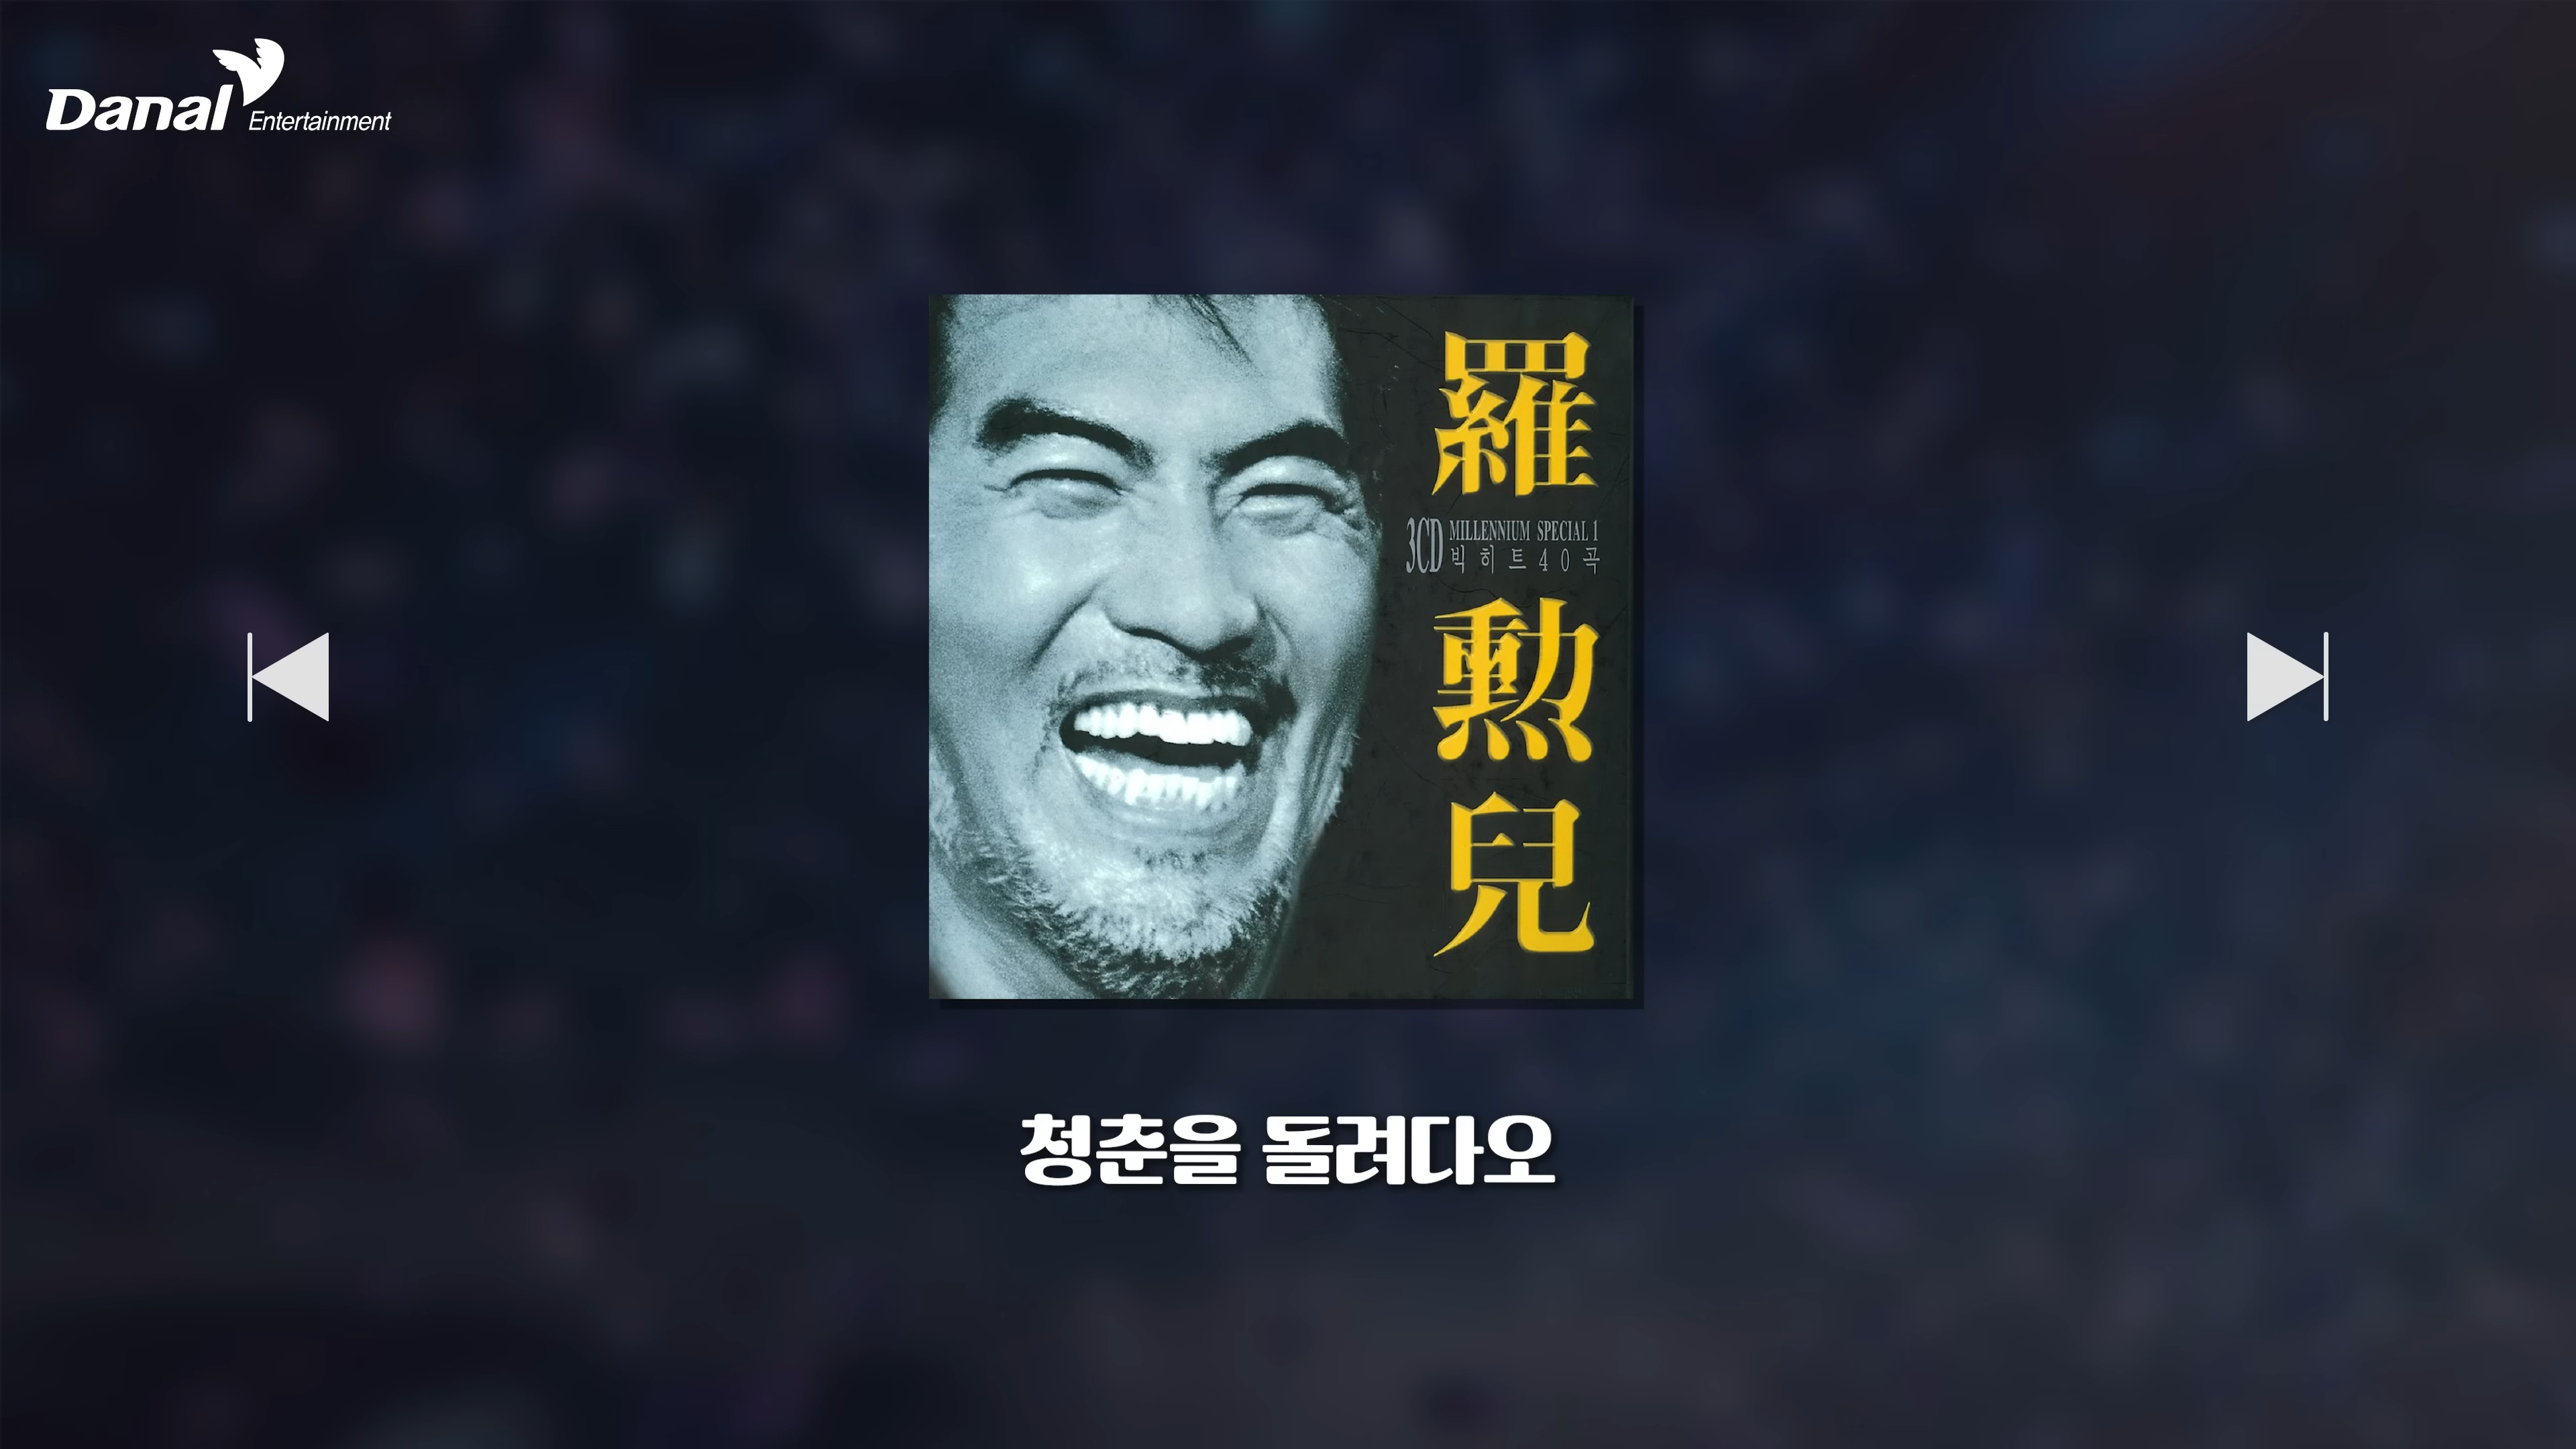 Danal Entertainment
羅
3CD MILLENNIUM SPECIAL 1
빅히트40곡
勲
兒
청춘을 돌려다오